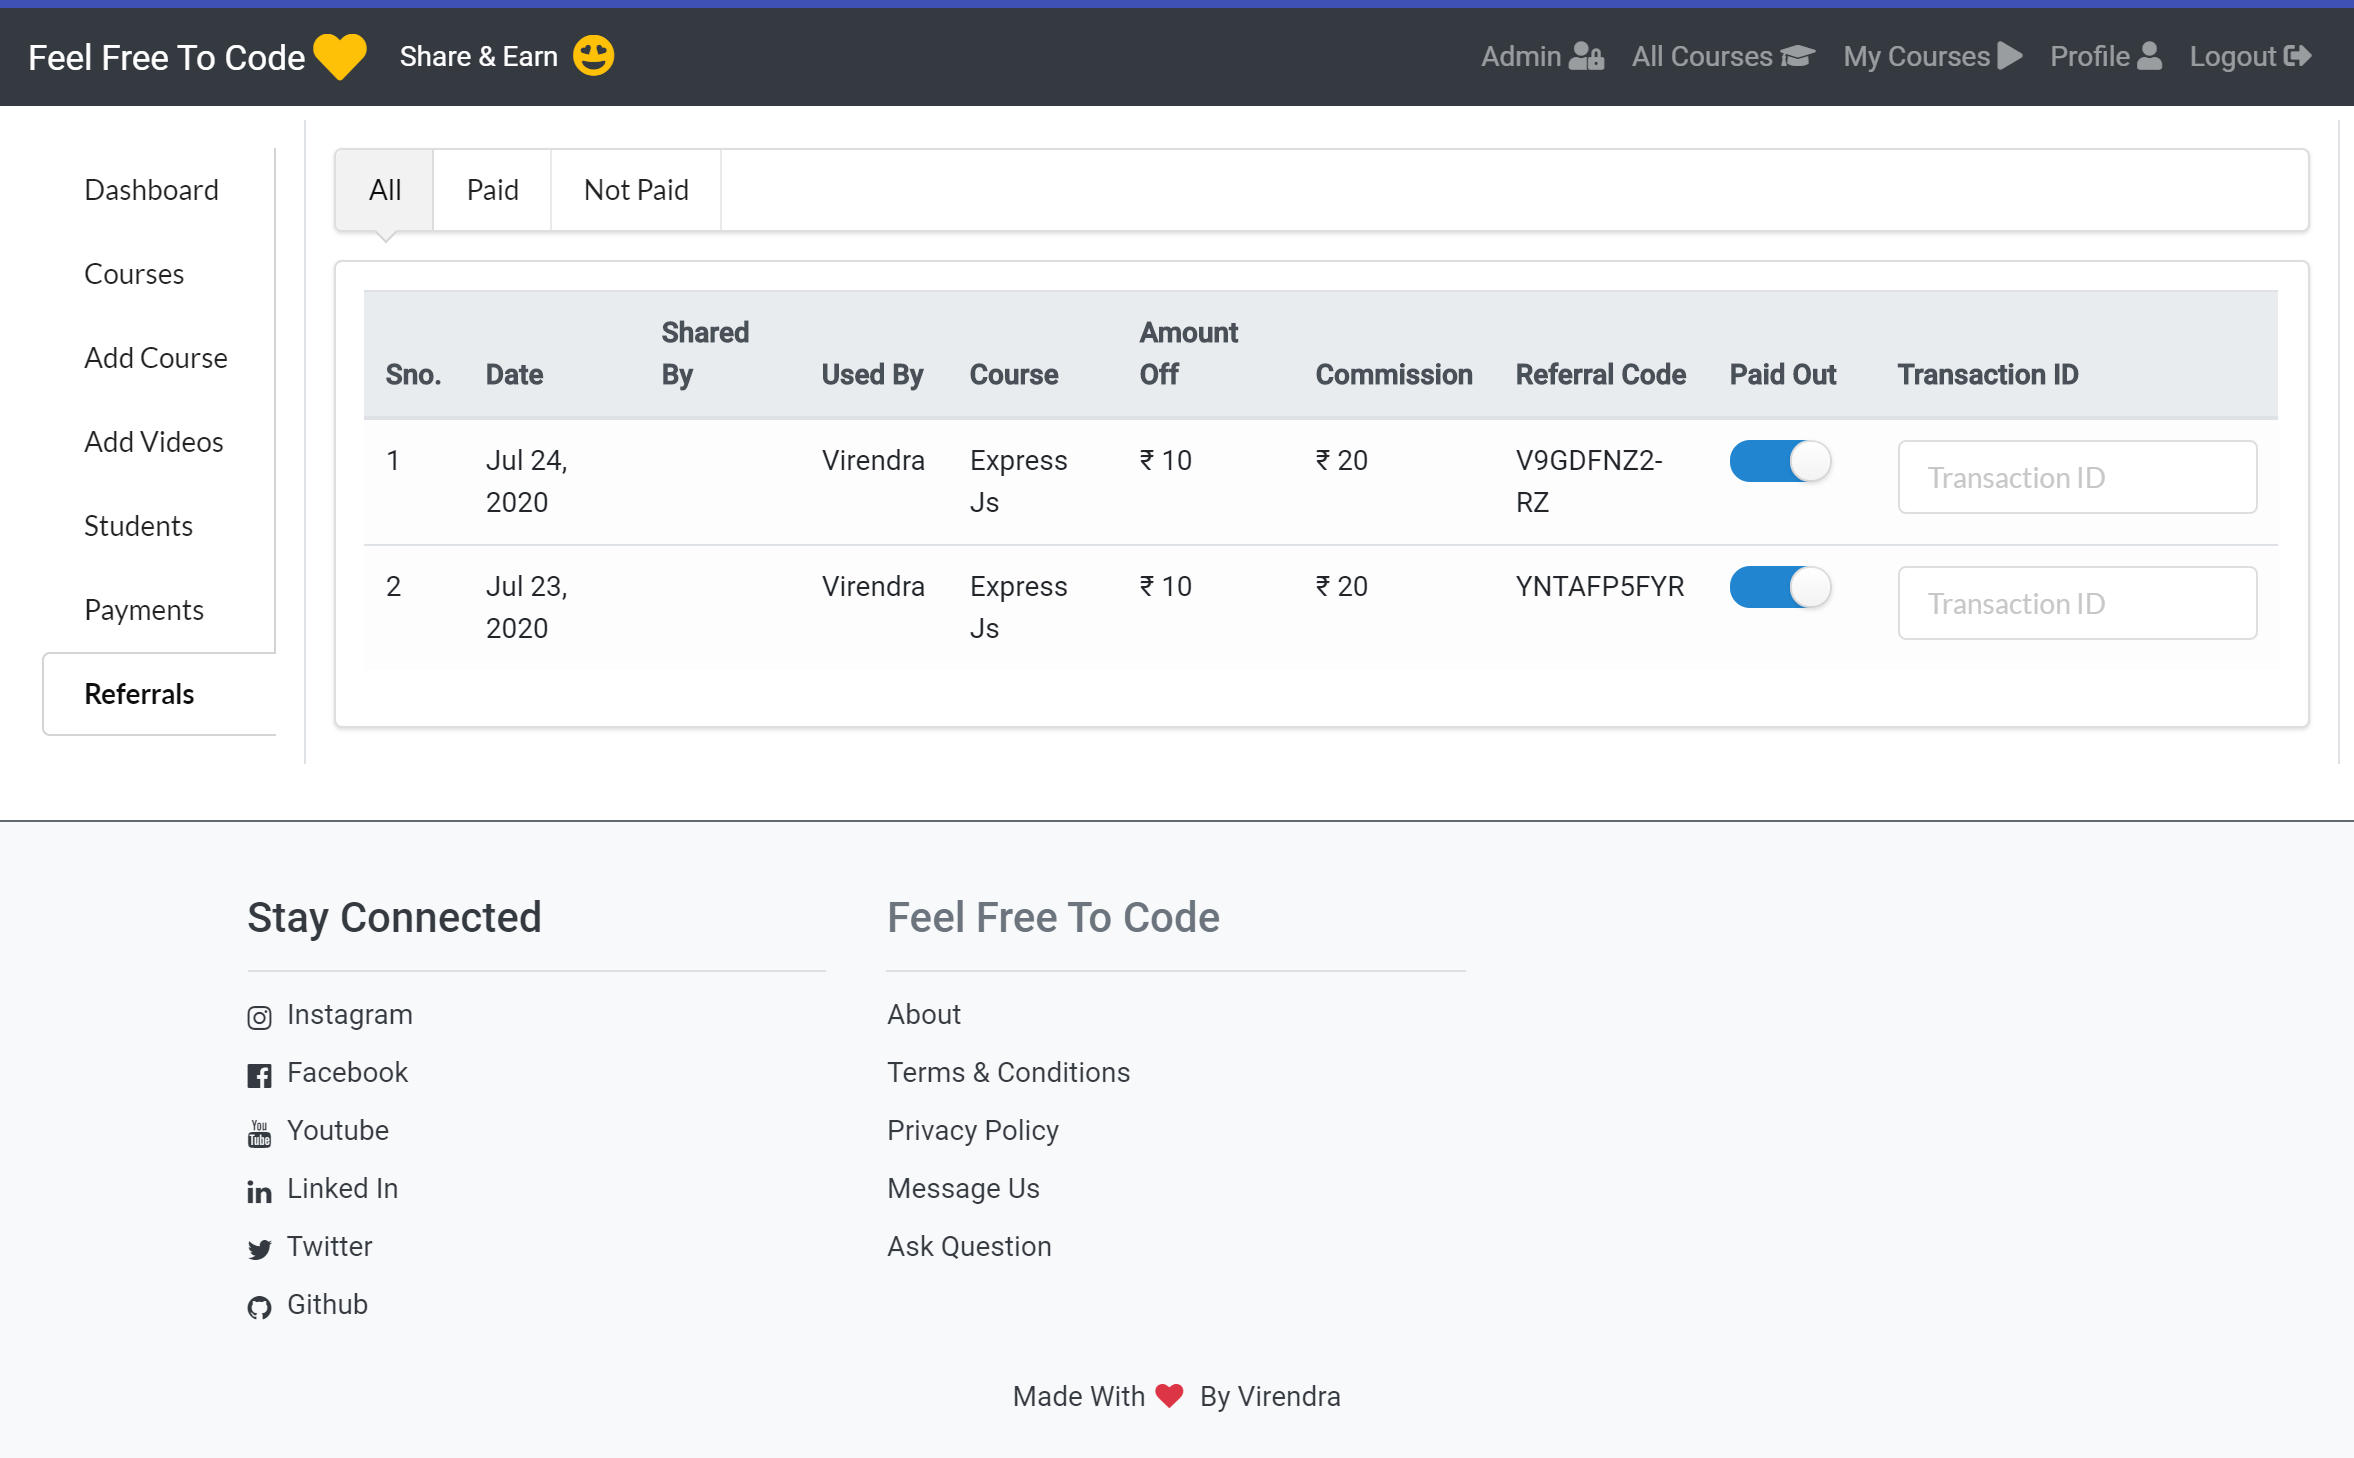 Feel Free To Code Share & Earn Admin All Courses My Courses Profile Logout
Dashboard
Courses
Add Course
Add Videos
Students
Payments
Referrals
All Paid Not Paid
Sno. Date Shared By Used By Course Amount Off Commission Referral Code Paid Out Transaction ID
1 Jul 24, Virendra Express ₹ 10 ₹ 20 V9GDFNZ2- Transaction ID
2020 Js RZ
2 Jul 23, Virendra Express ₹ 10 ₹ 20 YNTAFP5FYR Transaction ID
2020 Js
Stay Connected
Instagram
Facebook
You Tube Youtube
Linked In
Twitter
Github
Feel Free To Code
About
Terms & Conditions
Privacy Policy
Message Us
Ask Question
Made With By Virendra